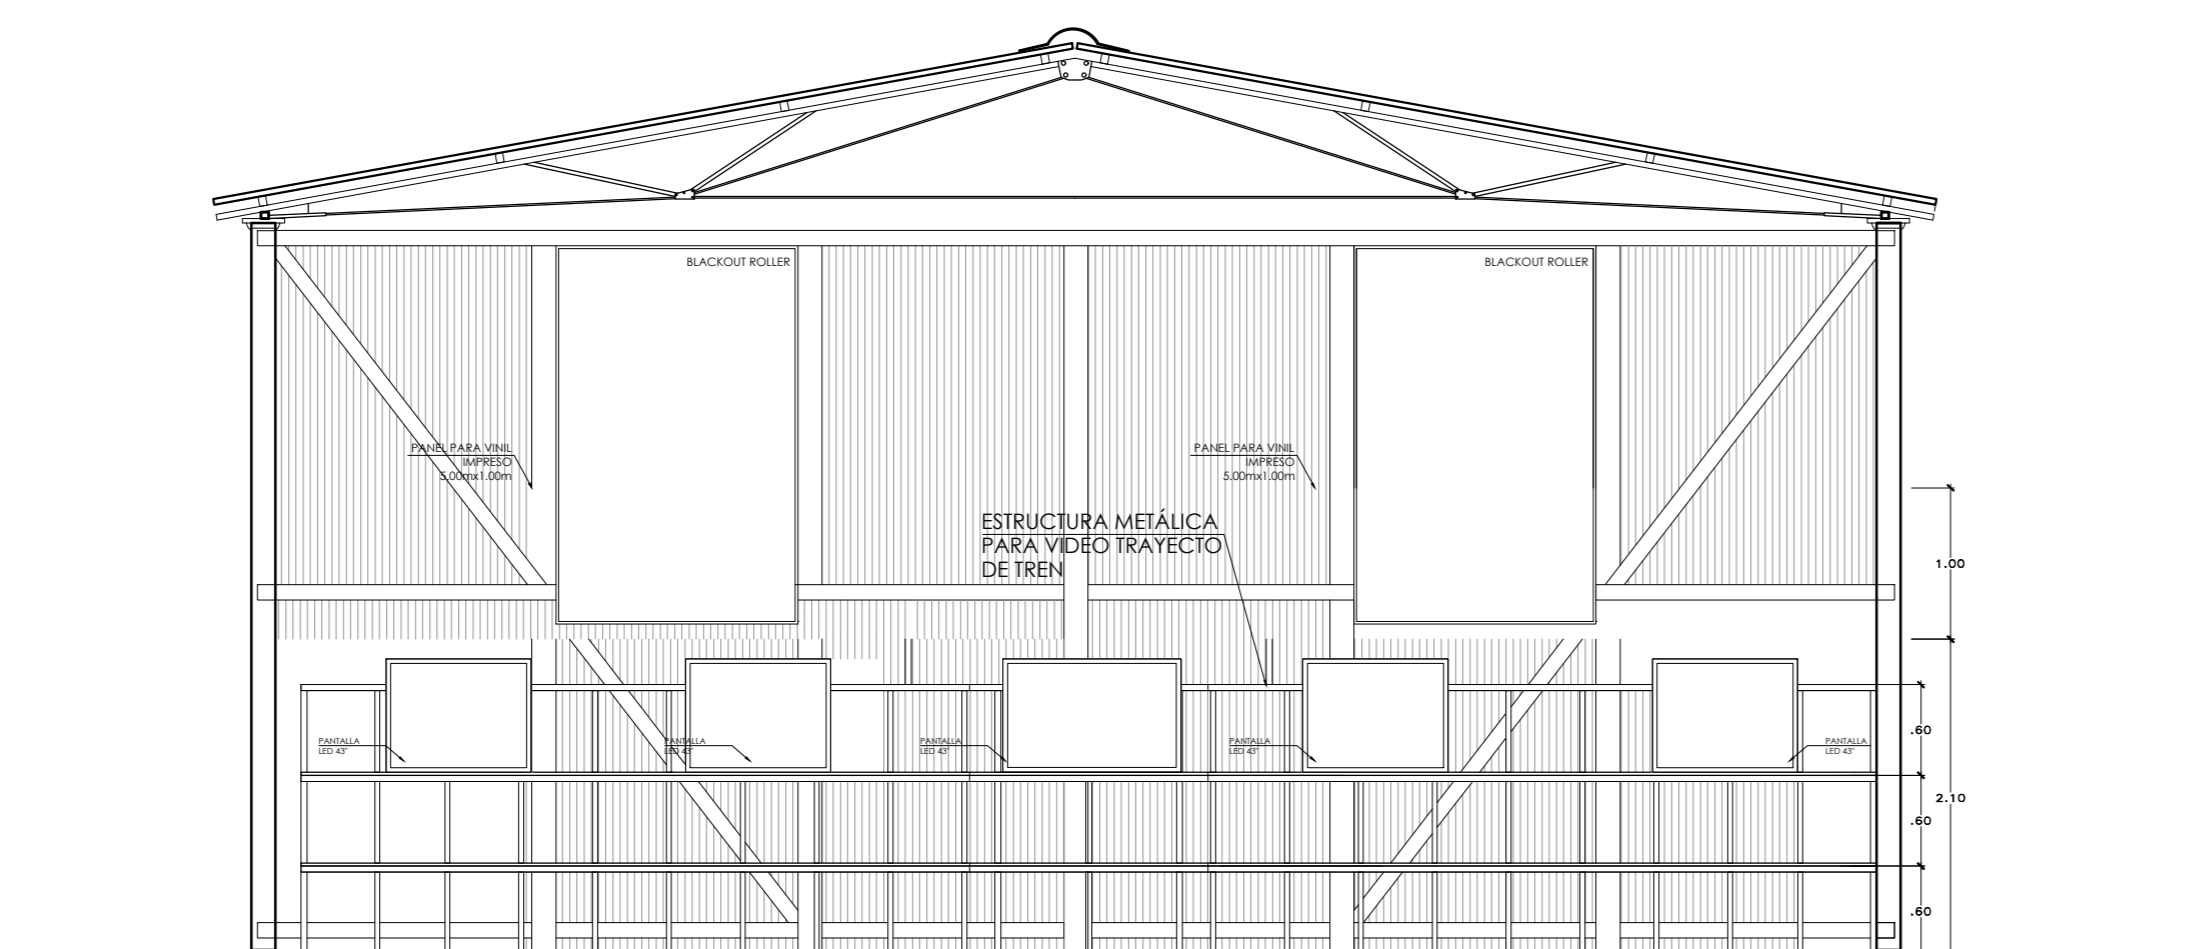 BLACKOUT ROLLER
BLACKOUT ROLLER
PANEL PARA VINIL
IMPRESO
5.00mx1.00m
PANEL PARA VINIL
IMPRESO
5.00mx1.00m
ESTRUCTURA METÁLICA
PARA VIDEO TRAYECTO
DE TREN
1.00
PANTALLA
LED 43"
PANTALLA
LED 43"
PANTALLA
LED 43"
PANTALLA
LED 43"
PANTALLA
LED 43"
.60
2.10
.60
.60